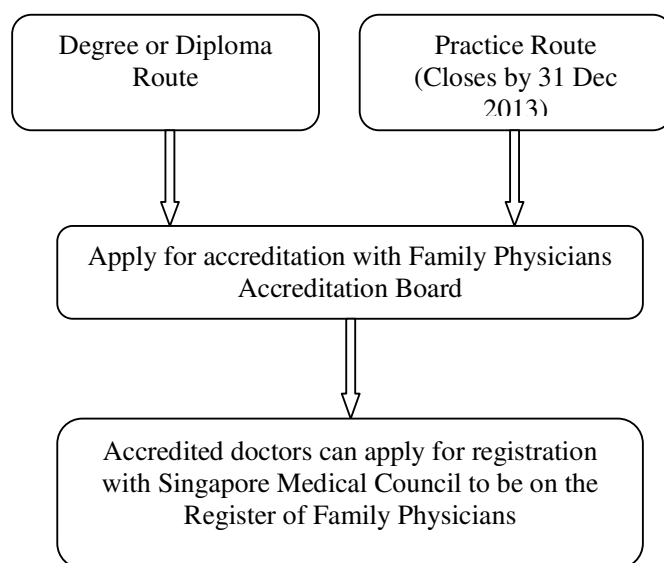 Degree or Diploma
Route
Practice Route
(Closes by 31 Dec
2013)
Apply for accreditation with Family Physicians
Accreditation Board
Accredited doctors can apply for registration
with Singapore Medical Council to be on the
Register of Family Physicians